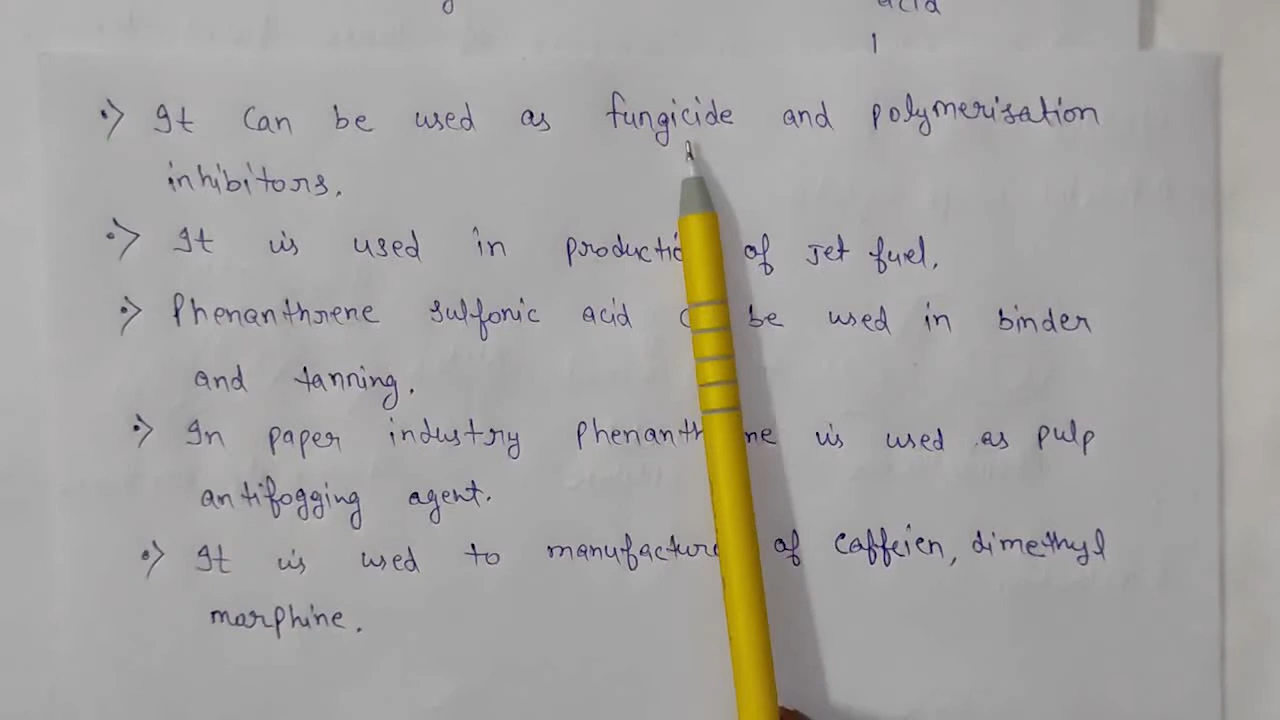 acid
•> It can be used as fungicide and polymerisation
inhibitors.
•> It is used in producti of Jet fuel.
•> Phenanthrene sulfonic acid be used in binder
and tanning.
•> In paper industry phenanth ne is used as pulp
antifogging agent.
•> It is used to manufactur of caffeien, dimethyl
marphine.